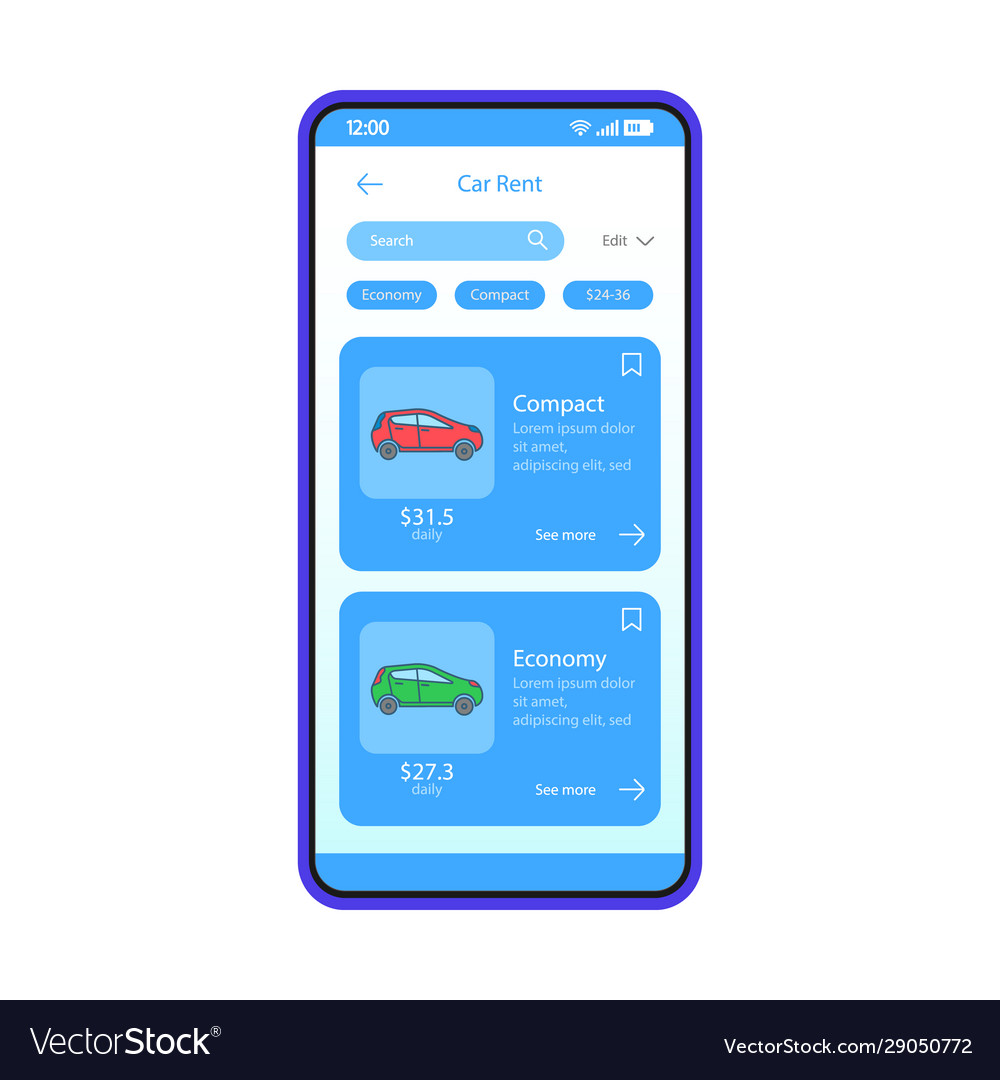 12:00
Car Rent
Search
Edit
Economy
Compact
$24-36
Compact
Lorem ipsum dolor
sit amet,
adipiscing elit, sed
$31.5
daily
See more
Economy
Lorem ipsum dolor
sit amet,
adipiscing elit, sed
$27.3
daily
See more
VectorStock®
VectorStock.com/29050772